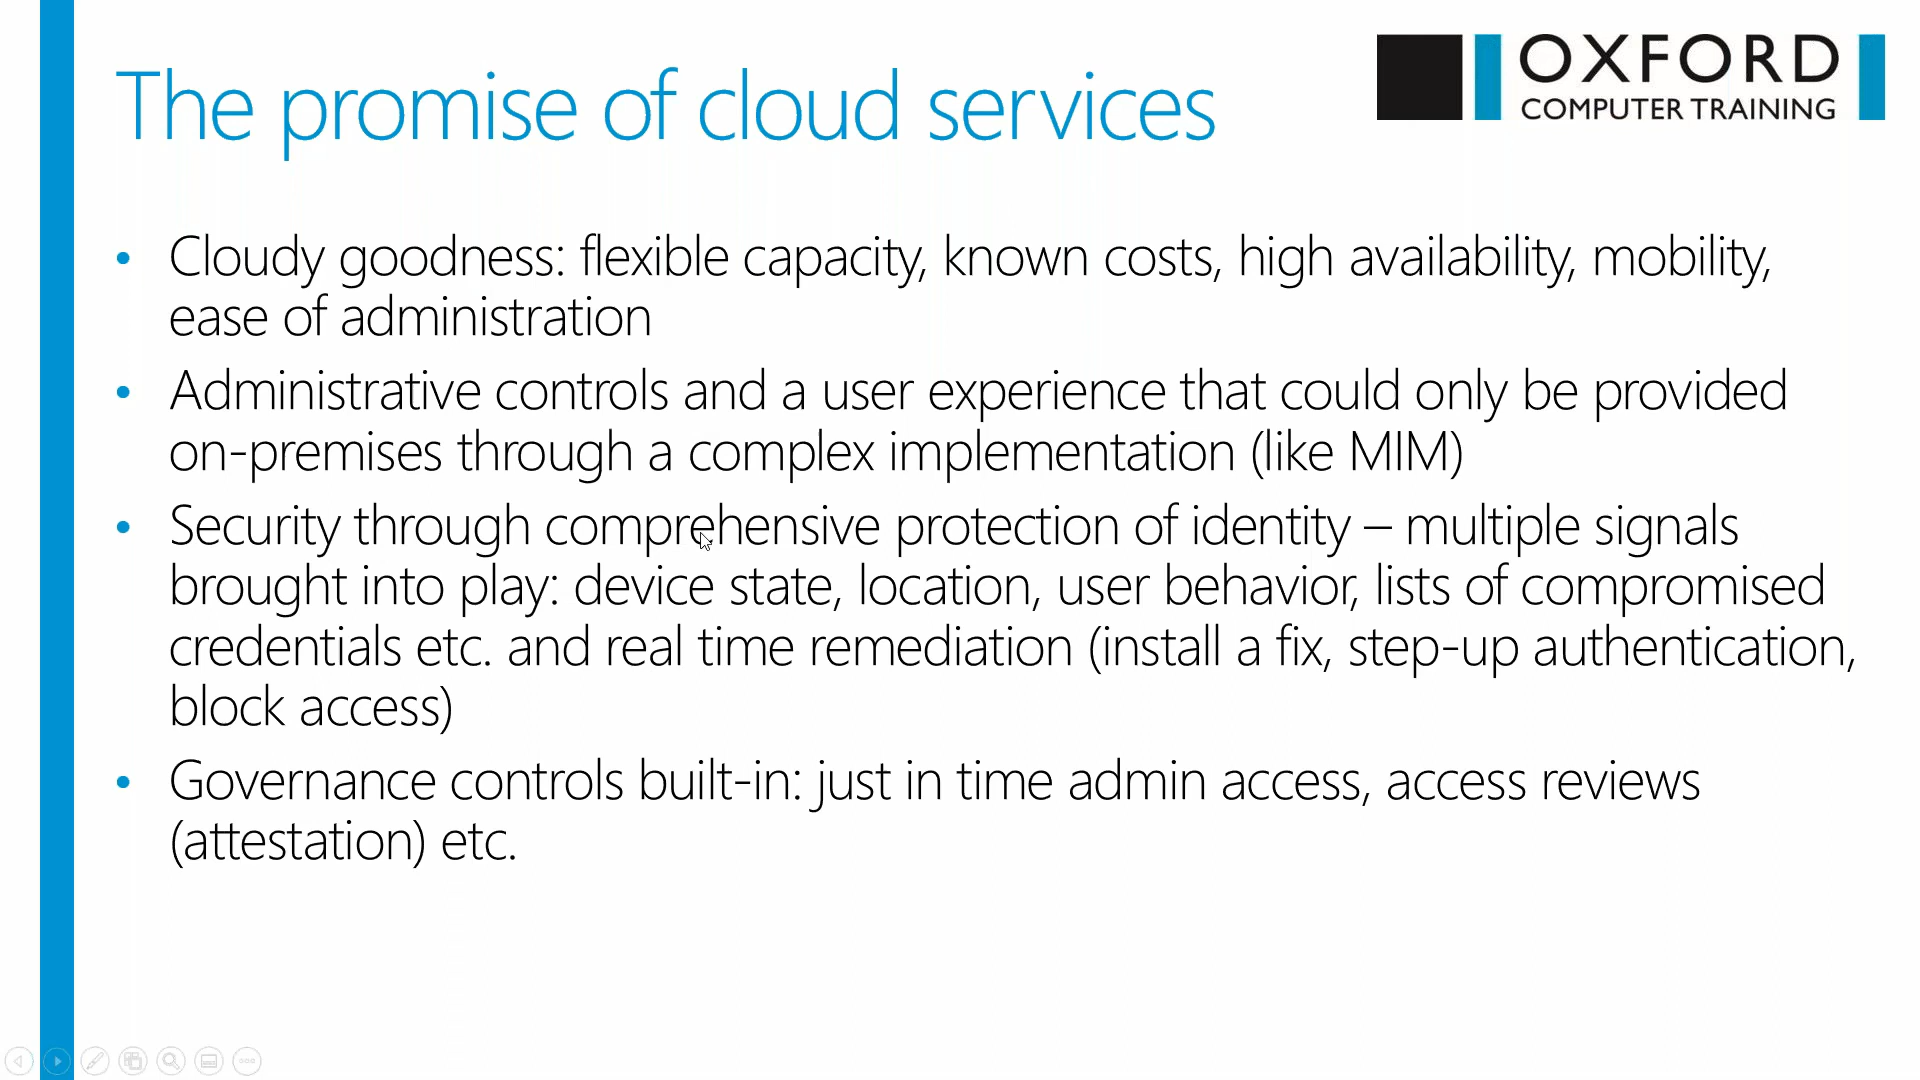 The promise of cloud services
OXFORD
COMPUTER TRAINING
• Cloudy goodness: flexible capacity, known costs, high availability, mobility,
ease of administration
• Administrative controls and a user experience that could only be provided
on-premises through a complex implementation (like MIM)
• Security through comprehensive protection of identity – multiple signals
brought into play: device state, location, user behavior, lists of compromised
credentials etc. and real time remediation (install a fix, step-up authentication,
block access)
• Governance controls built-in: just in time admin access, access reviews
(attestation) etc.